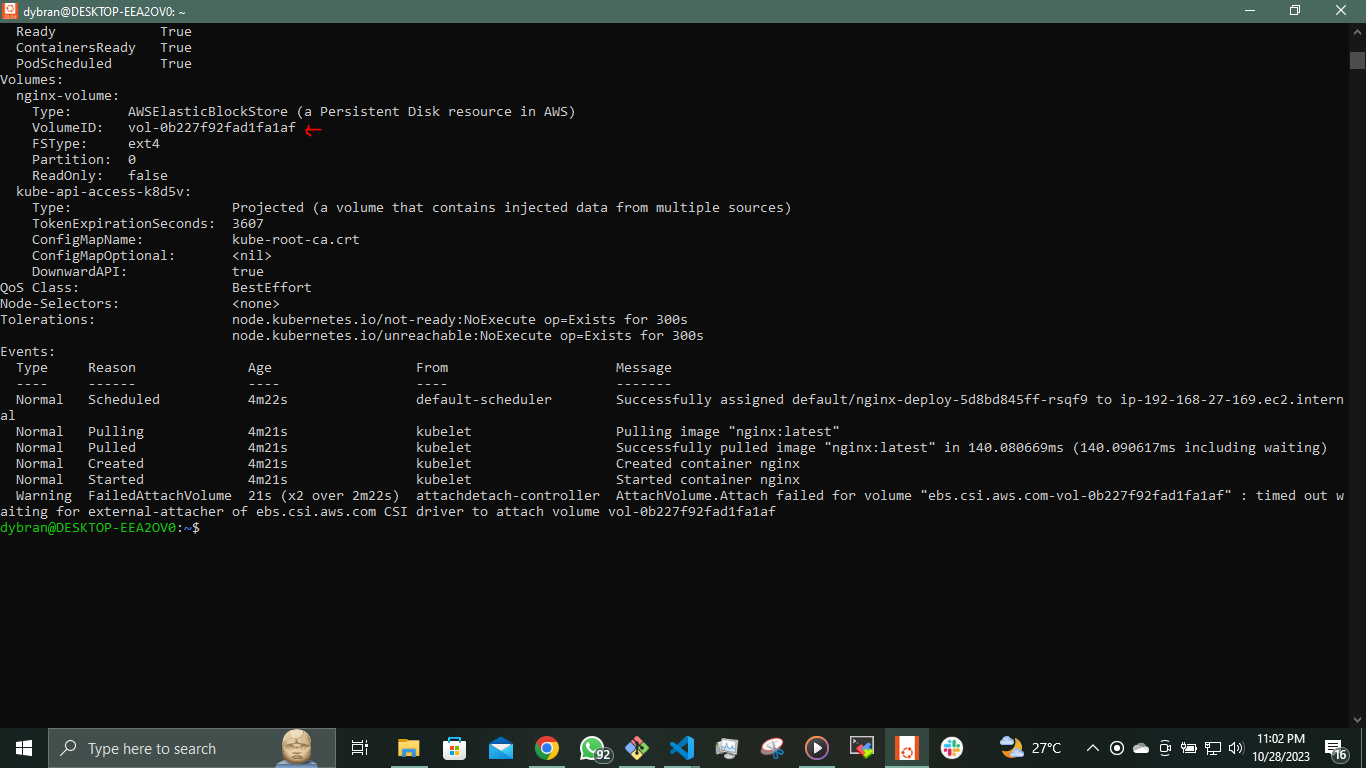 dybran@DESKTOP-EEA2OV0: ~
Ready True
ContainersReady True
PodScheduled True
Volumes:
nginx-volume:
Type: AWSElasticBlockStore (a Persistent Disk resource in AWS)
VolumeID: vol-0b227f92fad1fa1af
FSType: ext4
Partition: 0
ReadOnly: false
kube-api-access-k8d5v:
Type: Projected (a volume that contains injected data from multiple sources)
TokenExpirationSeconds: 3607
ConfigMapName: kube-root-ca.crt
ConfigMapOptional: <nil>
DownwardAPI: true
QoS Class: BestEffort
Node-Selectors: <none>
Tolerations: node.kubernetes.io/not-ready:NoExecute op=Exists for 300s
node.kubernetes.io/unreachable:NoExecute op=Exists for 300s
Events:
Type Reason Age From Message
---- ------ ---- ---- -------
Normal Scheduled 4m22s default-scheduler Successfully assigned default/nginx-deploy-5d8bd845ff-rsqf9 to ip-192-168-27-169.ec2.intern
al
Normal Pulling 4m21s kubelet Pulling image "nginx:latest"
Normal Pulled 4m21s kubelet Successfully pulled image "nginx:latest" in 140.080669ms (140.090617ms including waiting)
Normal Created 4m21s kubelet Created container nginx
Normal Started 4m21s kubelet Started container nginx
Warning FailedAttachVolume 21s (x2 over 2m22s) attachdetach-controller AttachVolume.Attach failed for volume "ebs.csi.aws.com-vol-0b227f92fad1fa1af" : timed out w
aiting for external-attacher of ebs.csi.aws.com CSI driver to attach volume vol-0b227f92fad1fa1af
dybran@DESKTOP-EEA2OV0:~$
Type here to search
92
27°C
11:02 PM
10/28/2023
16